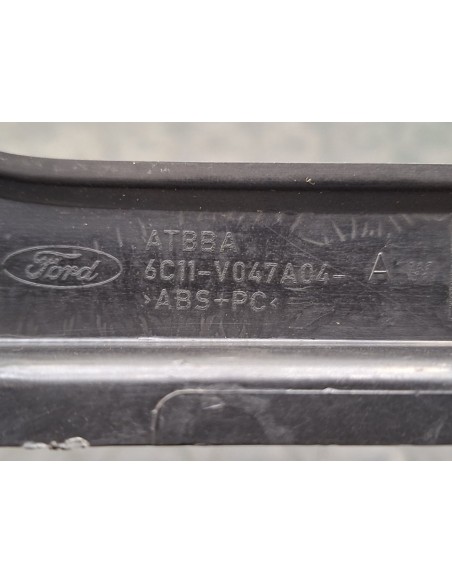 ATBBA
Ford 6C11-V047A04- A
>ABS+PC<